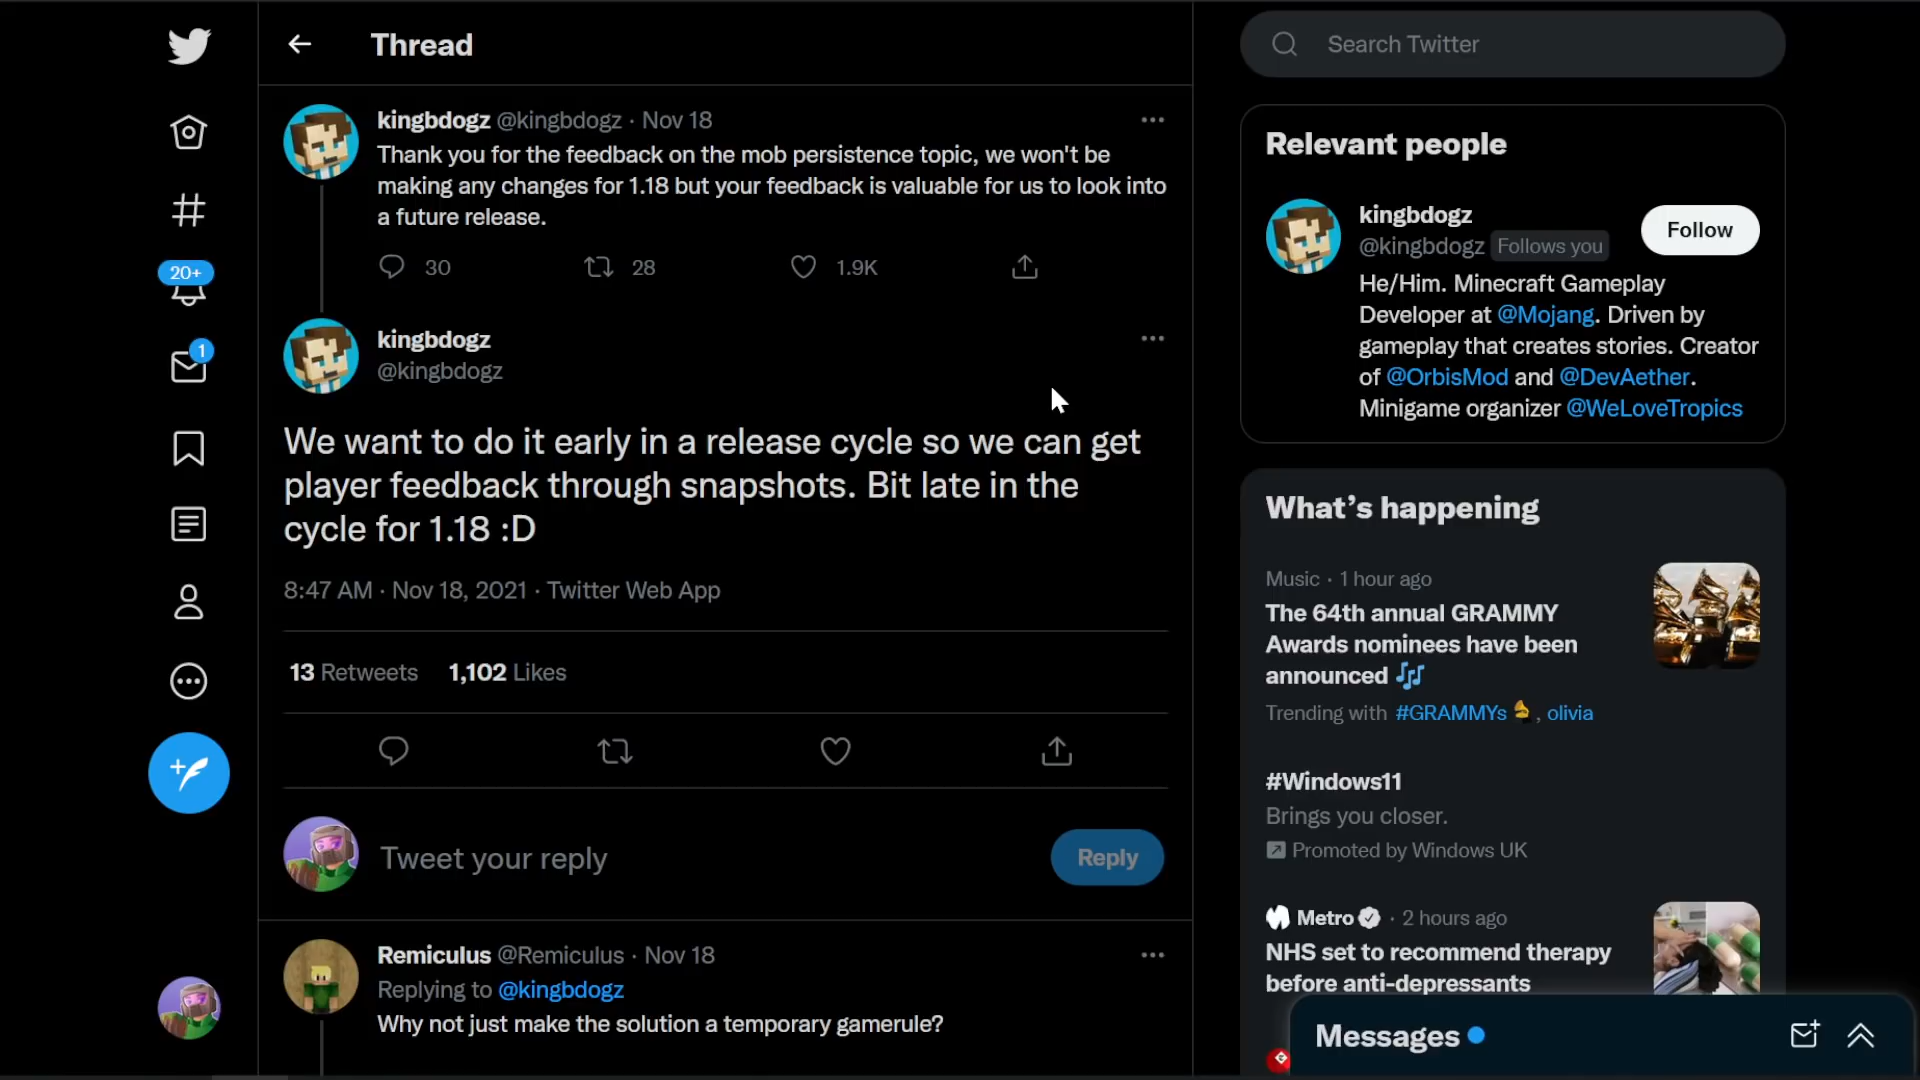 Thread
kingbdogz @kingbdogz · Nov 18
Thank you for the feedback on the mob persistence topic, we won't be
making any changes for 1.18 but your feedback is valuable for us to look into
a future release.
30 28 1.9K
kingbdogz
@kingbdogz
We want to do it early in a release cycle so we can get
player feedback through snapshots. Bit late in the
cycle for 1.18 :D
8:47 AM · Nov 18, 2021 · Twitter Web App
13 Retweets 1,102 Likes
Tweet your reply
Reply
Remiculus @Remiculus · Nov 18
Replying to @kingbdogz
Why not just make the solution a temporary gamerule?
20+
1
Search Twitter
Relevant people
kingbdogz
@kingbdogz Follows you
Follow
He/Him. Minecraft Gameplay
Developer at @Mojang. Driven by
gameplay that creates stories. Creator
of @OrbisMod and @DevAether.
Minigame organizer @WeLoveTropics
What's happening
Music · 1 hour ago
The 64th annual GRAMMY
Awards nominees have been
announced 🎶
Trending with #GRAMMYs, olivia
#Windows11
Brings you closer.
Promoted by Windows UK
Metro · 2 hours ago
NHS set to recommend therapy
before anti-depressants
Messages